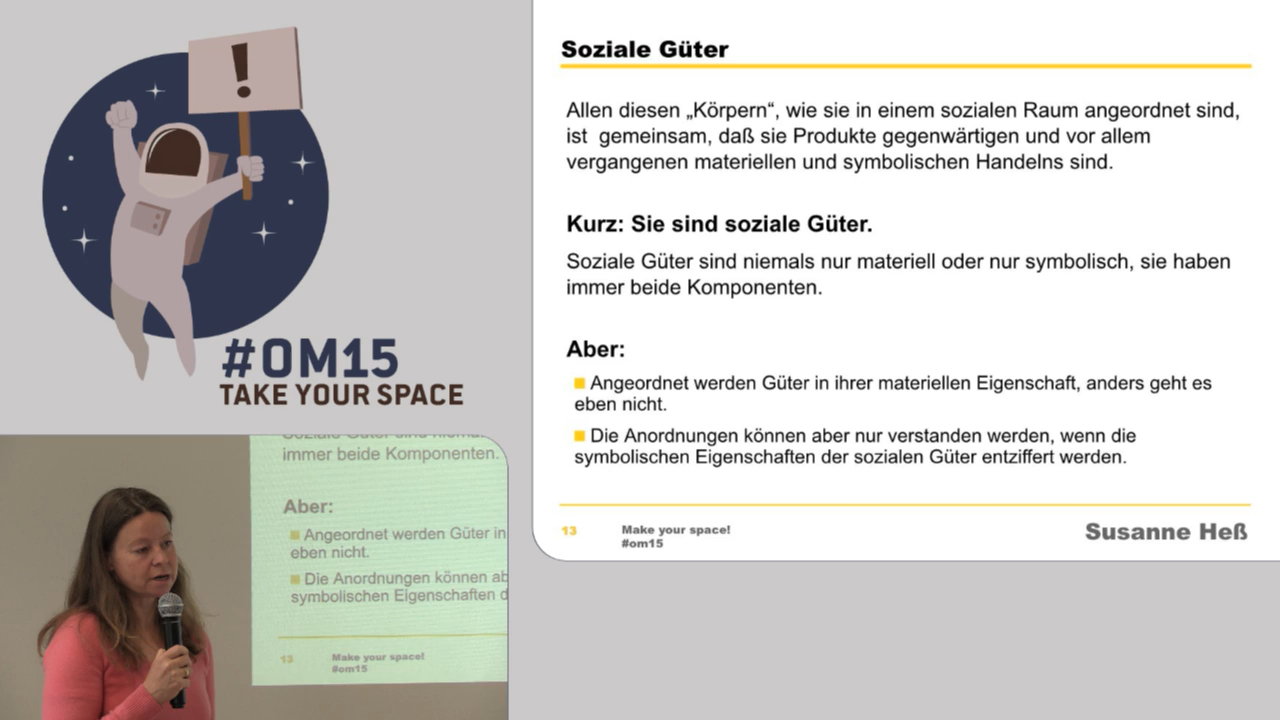 !
#OM15
TAKE YOUR SPACE
Soziale Güter
Allen diesen „Körpern“, wie sie in einem sozialen Raum angeordnet sind,
ist gemeinsam, daß sie Produkte gegenwärtigen und vor allem
vergangenen materiellen und symbolischen Handelns sind.
Kurz: Sie sind soziale Güter.
Soziale Güter sind niemals nur materiell oder nur symbolisch, sie haben
immer beide Komponenten.
Aber:
Angeordnet werden Güter in ihrer materiellen Eigenschaft, anders geht es
eben nicht.
Die Anordnungen können aber nur verstanden werden, wenn die
symbolischen Eigenschaften der sozialen Güter entziffert werden.
13
Make your space!
#om15
Susanne Heß
immer beide Komponenten.
Aber:
Angeordnet werden Güter in
eben nicht.
Die Anordnungen können ab
symbolischen Eigenschaften d
13
Make your space!
#om15